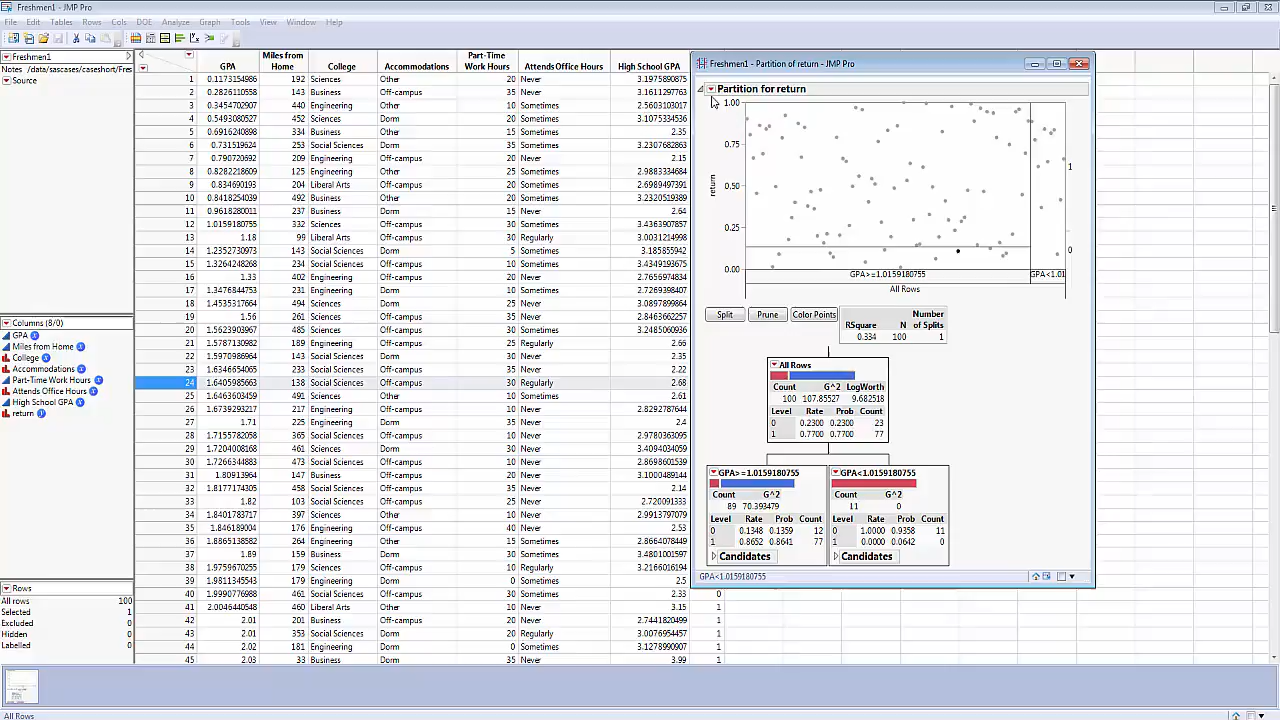 Freshmen1 - JMP Pro
File Edit Tables Rows Cols DOE Analyze Graph Tools View Window Help
Freshmen1
Notes /data/sascases/caseshort/Fres
Source
Columns (8/0)
GPA
Miles from Home
College
Accommodations
Part-Time Work Hours
Attends Office Hours
High School GPA
return
Rows
All rows 100
Selected 1
Excluded 0
Hidden 0
Labelled 0
GPA Miles from Home College Accommodations Part-Time Work Hours Attends Office Hours High School GPA
1 0.1173154986 192 Sciences Other 20 Never 3.1975890875
2 0.2826110558 143 Business Off-campus 35 Never 3.1611297763
3 0.3454702907 440 Engineering Other 10 Sometimes 2.5603103017
4 0.5493080527 452 Sciences Dorm 10 Sometimes 3.1075334536
5 0.6916240898 334 Business Other 15 Sometimes 2.35
6 0.731519624 253 Social Sciences Dorm 35 Sometimes 3.2307682863
7 0.790720692 209 Engineering Off-campus 20 Never 2.15
8 0.8282218609 125 Engineering Other 25 Sometimes 2.9883334684
9 0.834690193 204 Liberal Arts Off-campus 20 Sometimes 2.6989497391
10 0.8418254039 492 Business Off-campus 20 Sometimes 3.2320519389
11 0.9618280011 237 Business Dorm 15 Never 2.64
12 1.0159180755 332 Sciences Off-campus 30 Sometimes 3.4363907857
13 1.18 99 Liberal Arts Off-campus 30 Regularly 3.0031214998
14 1.2352730973 143 Social Sciences Dorm 5 Sometimes 3.185855942
15 1.3264248268 234 Social Sciences Off-campus 10 Sometimes 3.4349193675
16 1.33 402 Engineering Off-campus 20 Never 2.7656974834
17 1.3476844753 231 Engineering Dorm 10 Sometimes 2.7269398407
18 1.4535317664 494 Sciences Dorm 25 Never 3.0897899864
19 1.56 261 Sciences Off-campus 35 Never 2.8463662257
20 1.5623903967 485 Sciences Off-campus 30 Sometimes 3.2485060936
21 1.5787132982 189 Engineering Off-campus 25 Regularly 2.66
22 1.5970986964 143 Social Sciences Dorm 30 Never 2.35
23 1.6346654065 233 Social Sciences Off-campus 35 Never 2.22
24 1.6405985663 138 Social Sciences Off-campus 30 Regularly 2.68
25 1.6463603459 491 Sciences Other 10 Sometimes 2.61
26 1.6739293217 217 Engineering Off-campus 10 Never 2.8292787644
27 1.71 225 Engineering Dorm 30 Never 2.4
28 1.7155782058 365 Social Sciences Off-campus 10 Never 2.9780363095
29 1.7204008168 451 Sciences Dorm 30 Never 3.4094034059
30 1.7266344883 473 Social Sciences Off-campus 10 Never 2.8698601539
31 1.80913964 147 Business Off-campus 20 Never 3.1000489144
32 1.8177174305 458 Social Sciences Off-campus 35 Never 2.14
33 1.82 103 Social Sciences Off-campus 25 Never 2.720091333
34 1.8401783717 397 Sciences Other 10 Never 2.9913797079
35 1.846189004 176 Engineering Off-campus 40 Never 2.53
36 1.8865138582 264 Engineering Other 15 Sometimes 2.8664078449
37 1.89 159 Business Dorm 30 Sometimes 3.4801001597
38 1.9759670255 179 Sciences Other 15 Regularly 3.2166016194
39 1.9811345543 179 Engineering Dorm 0 Sometimes 2.5
40 1.9990776988 461 Social Sciences Dorm 20 Sometimes 2.33 0
41 2.0046440548 460 Liberal Arts Other 10 Never 3.15 1
42 2.01 201 Business Off-campus 20 Never 2.7441820499 1
43 2.01 353 Social Sciences Dorm 20 Regularly 3.0076954457 1
44 2.02 181 Engineering Dorm 0 Sometimes 3.1278990907 1
45 2.03 33 Business Dorm 35 Never 3.99 1
Freshmen1 - Partition of return - JMP Pro
Partition for return
1.00
0.75
0.50
0.25
0.00
return
1
0
GPA>=1.0159180755 GPA<1.01
All Rows
Split Prune Color Points
RSquare N Number of Splits
0.334 100 1
All Rows
Count G^2 LogWorth
100 107.85527 9.682518
Level Rate Prob Count
0 0.2300 0.2300 23
1 0.7700 0.7700 77
GPA>=1.0159180755
Count G^2
89 70.393479
Level Rate Prob Count
0 0.1348 0.1359 12
1 0.8652 0.8641 77
Candidates
GPA<1.0159180755
Count G^2
11 0
Level Rate Prob Count
0 1.0000 0.9358 11
1 0.0000 0.0642 0
Candidates
GPA<1.0159180755
All Rows